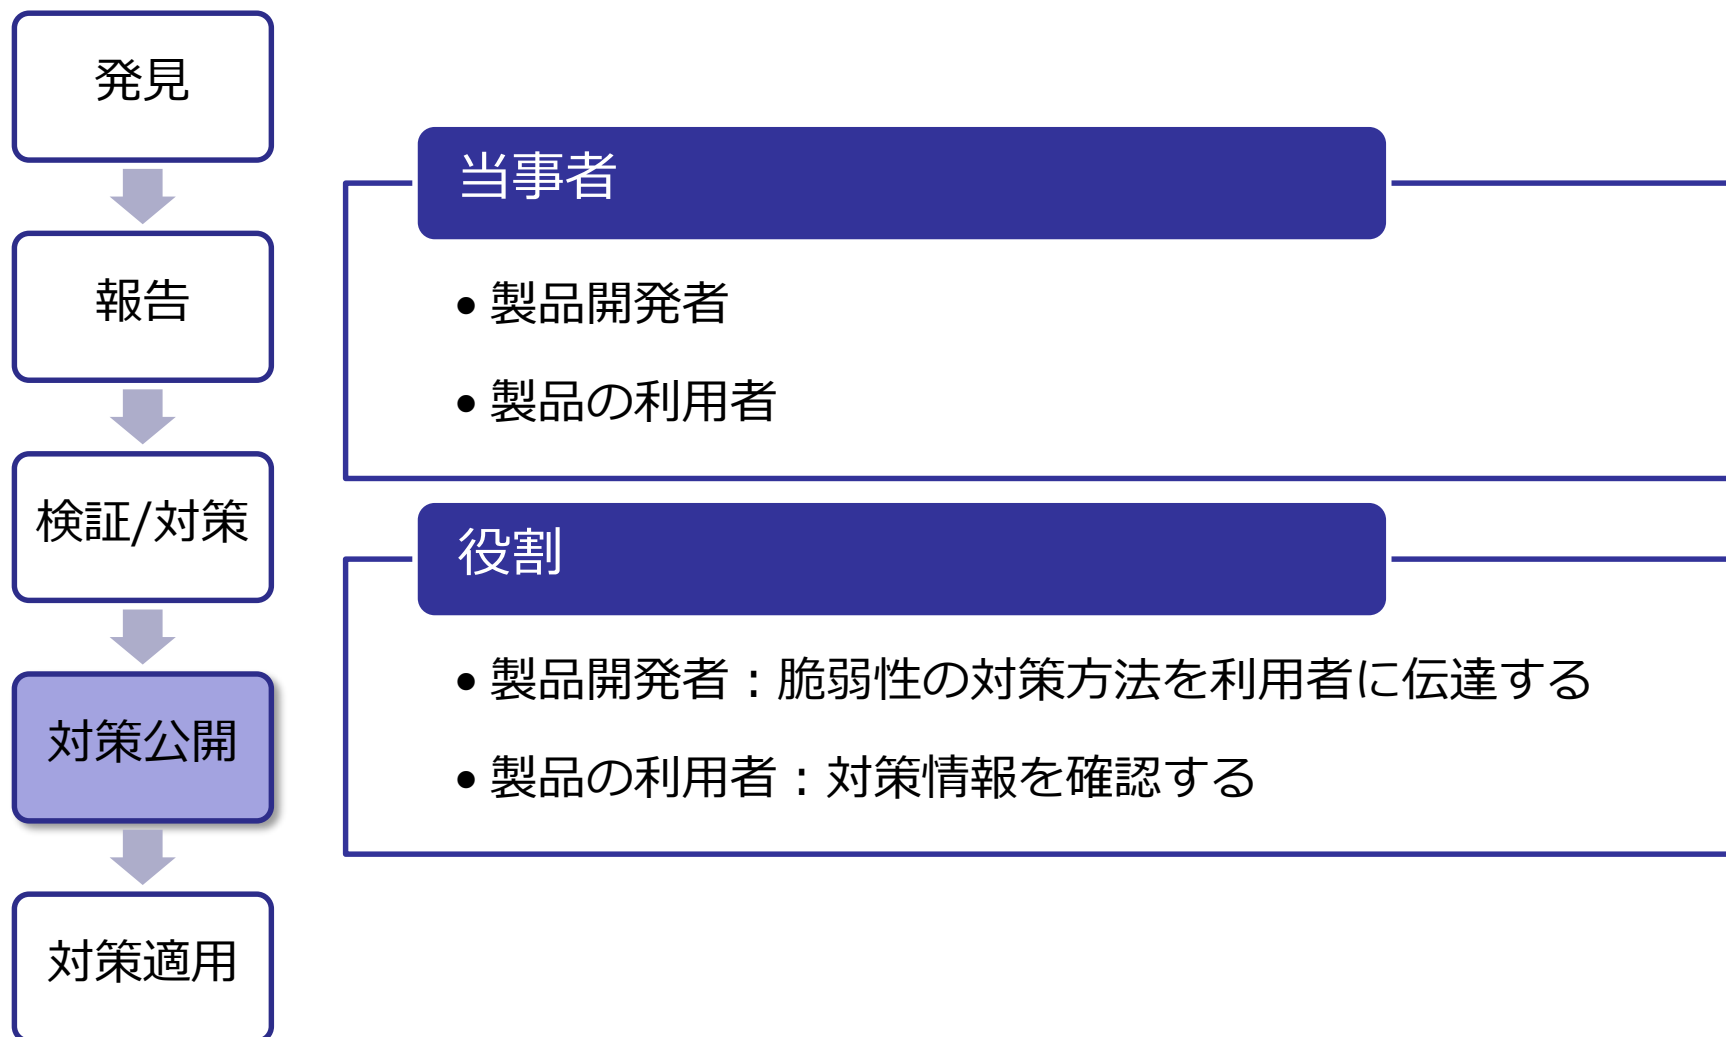 発見
報告
検証/対策
対策公開
対策適用
当事者
• 製品開発者
• 製品の利用者
役割
• 製品開発者：脆弱性の対策方法を利用者に伝達する
• 製品の利用者：対策情報を確認する